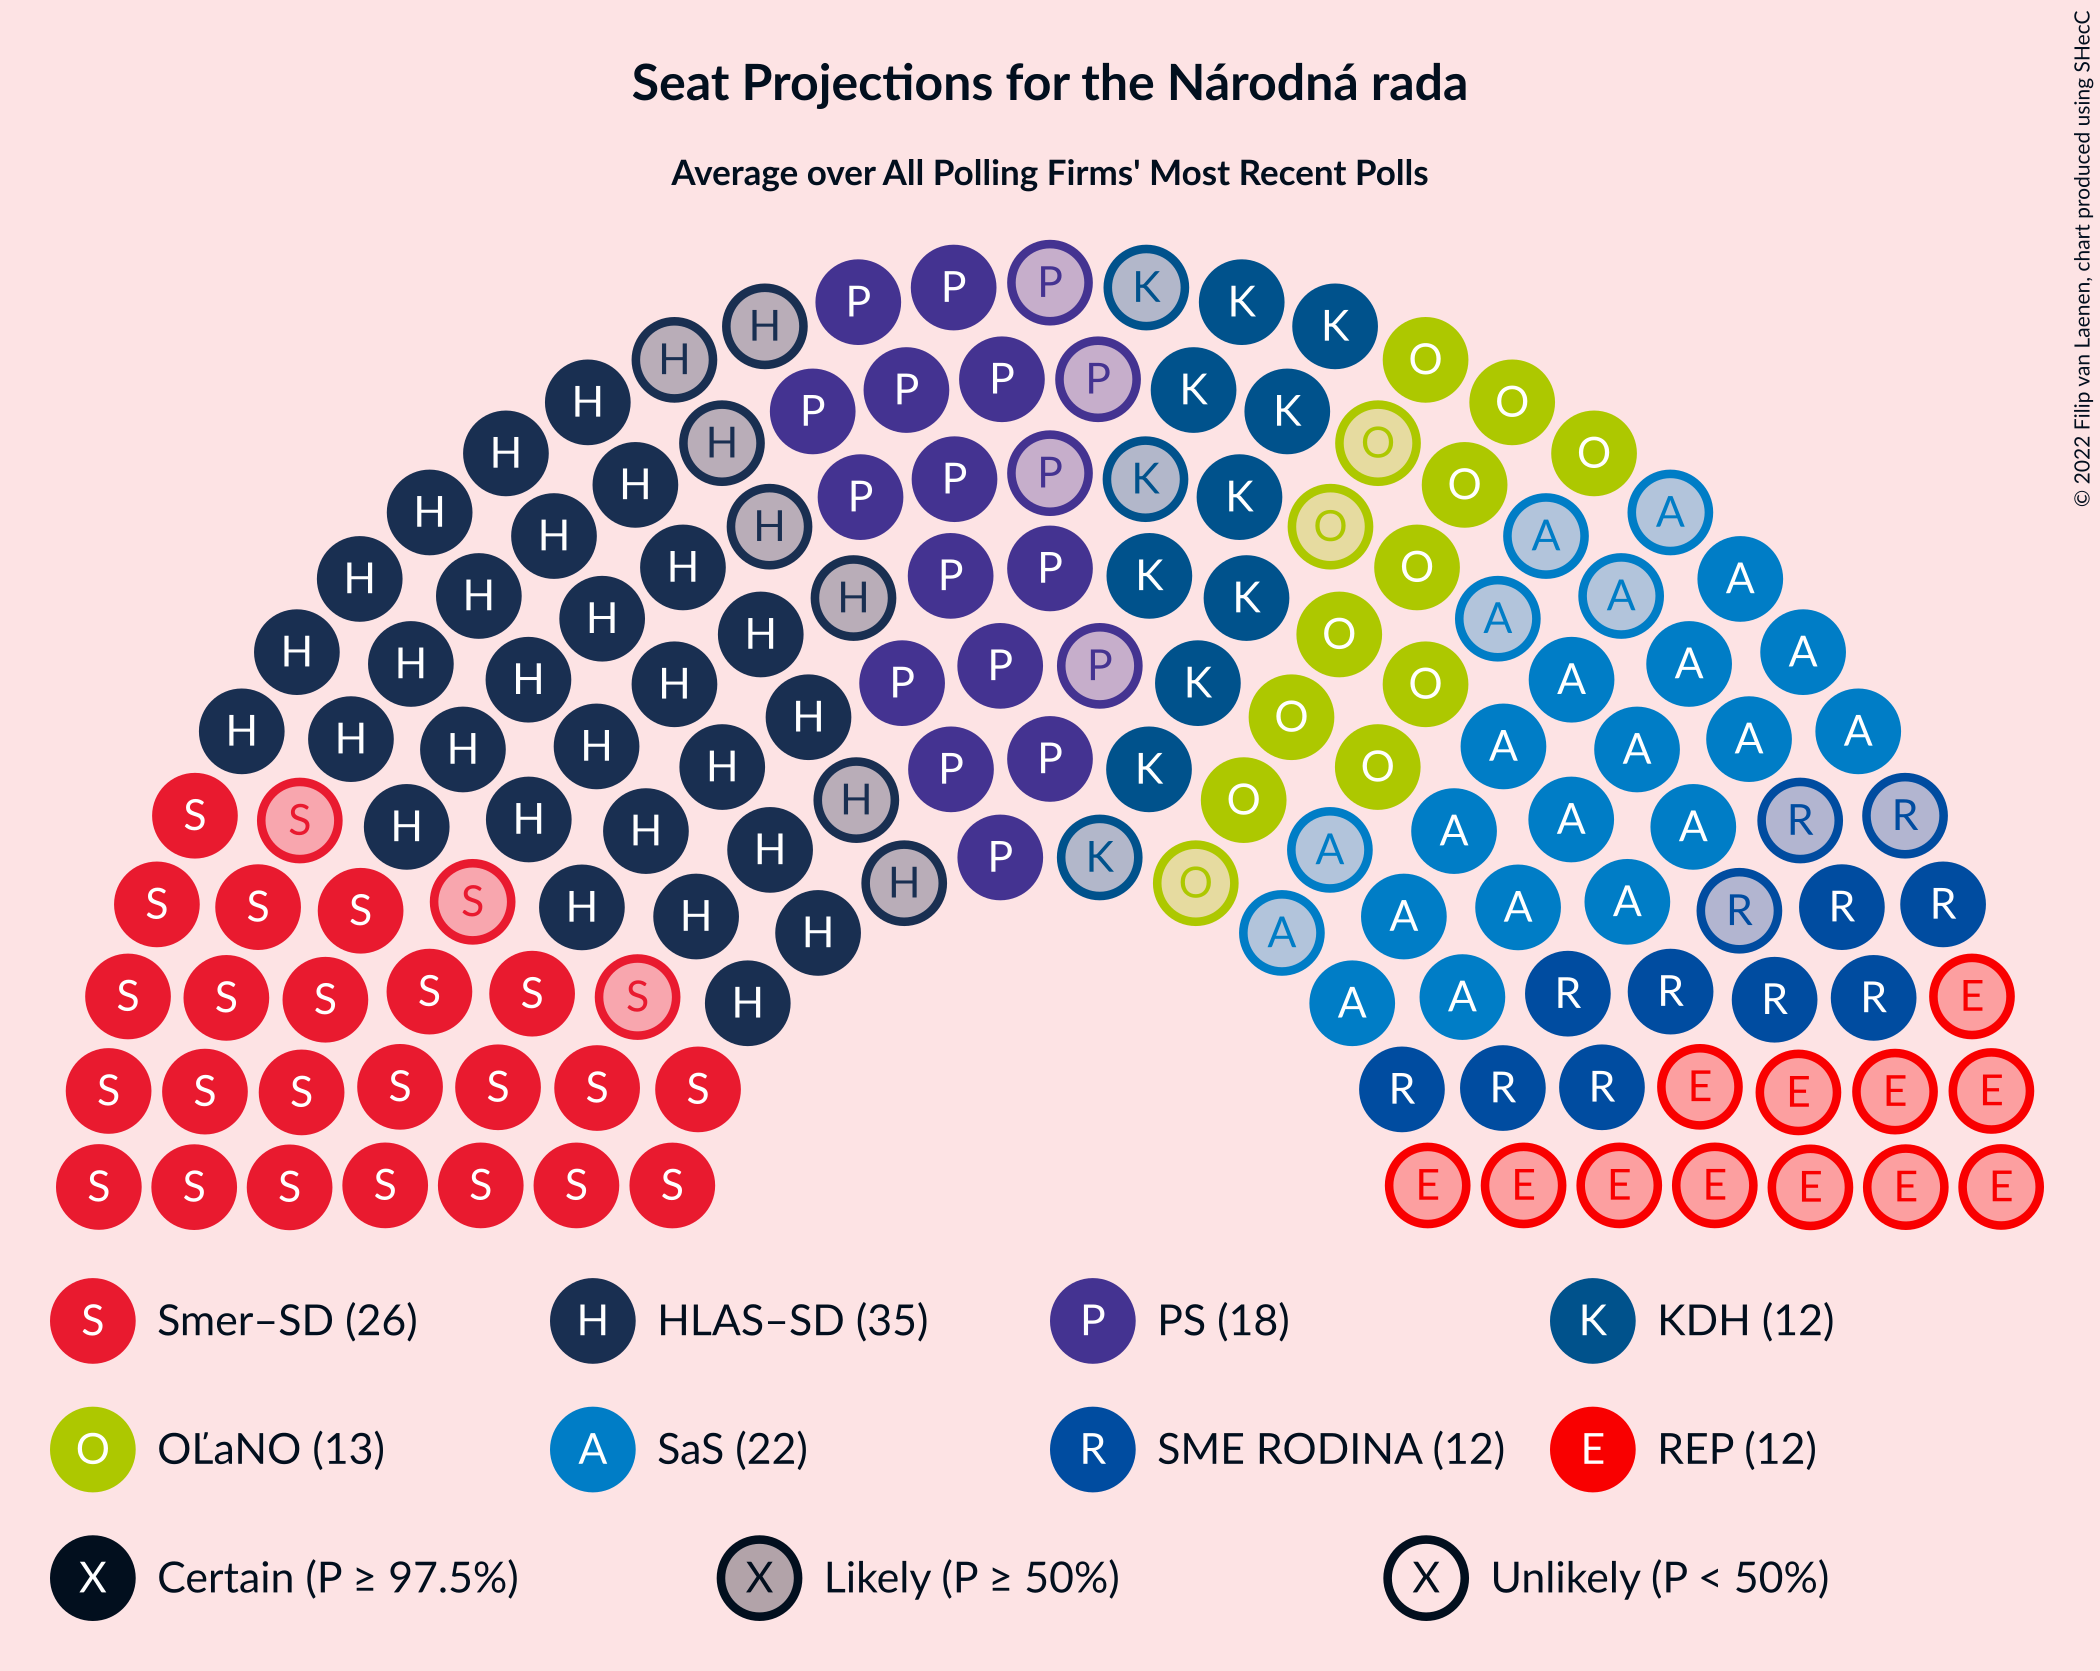 Seat Projections for the Národná rada
Average over All Polling Firms' Most Recent Polls
© 2022 Filip van Laenen, chart produced using SHecC
P P P K K K
H H O O
H P P P P K K O O
H H O O
H H P P P K K O A
H H H O O A A
H H H H P P K K O A A
H H H H O A A A
H H H H P P P K O O A A A
H H H H H P P K O A A A A
S S H H H H H O A A A A R R
S S S S H H H P K O A A A A R R R
H A
S S S S S S H A A R R R R E
S S S S S S S R R R E E E E
S S S S S S S E E E E E E E
S Smer–SD (26) H HLAS–SD (35) P PS (18) K KDH (12)
O OĽaNO (13) A SaS (22) R SME RODINA (12) E REP (12)
X Certain (P ≥ 97.5%) X Likely (P ≥ 50%) X Unlikely (P < 50%)